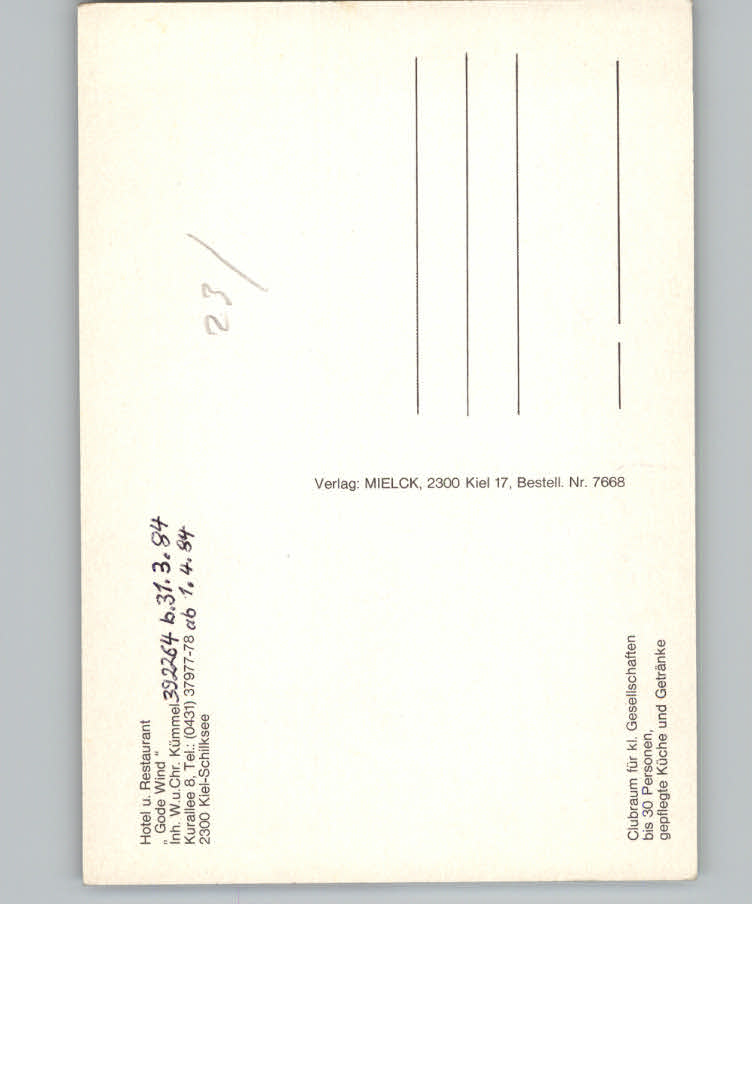 Hotel u. Restaurant
" Gode Wind "
Inh. W.u.Chr. Kümmel 392264 b.31.3.84
Kurallee 8, Tel.: (0431) 37977-78 ab 1.4.84
2300 Kiel-Schilksee
23/
Verlag: MIELCK, 2300 Kiel 17, Bestell. Nr. 7668
Clubraum für kl. Gesellschaften
bis 30 Personen,
gepflegte Küche und Getränke